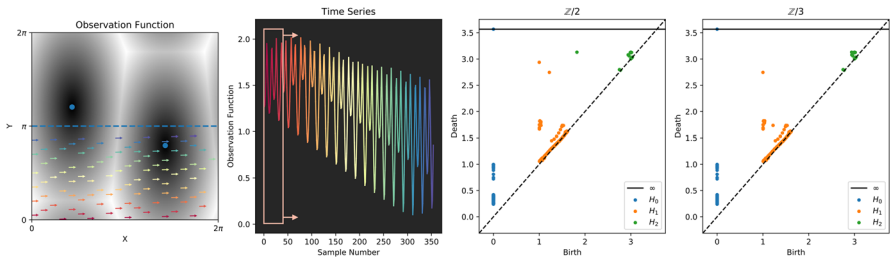 Observation Function
2π
Y
π
0
0
X
2π
Time Series
Observation Function
2.0
1.5
1.0
0.5
0.0
0
50
100
150
200
250
300
350
Sample Number
ℤ/2
Death
3.5
3.0
2.5
2.0
1.5
1.0
0.5
0.0
∞
H₀
H₁
H₂
0
1
2
3
Birth
ℤ/3
Death
3.5
3.0
2.5
2.0
1.5
1.0
0.5
0.0
∞
H₀
H₁
H₂
0
1
2
3
Birth